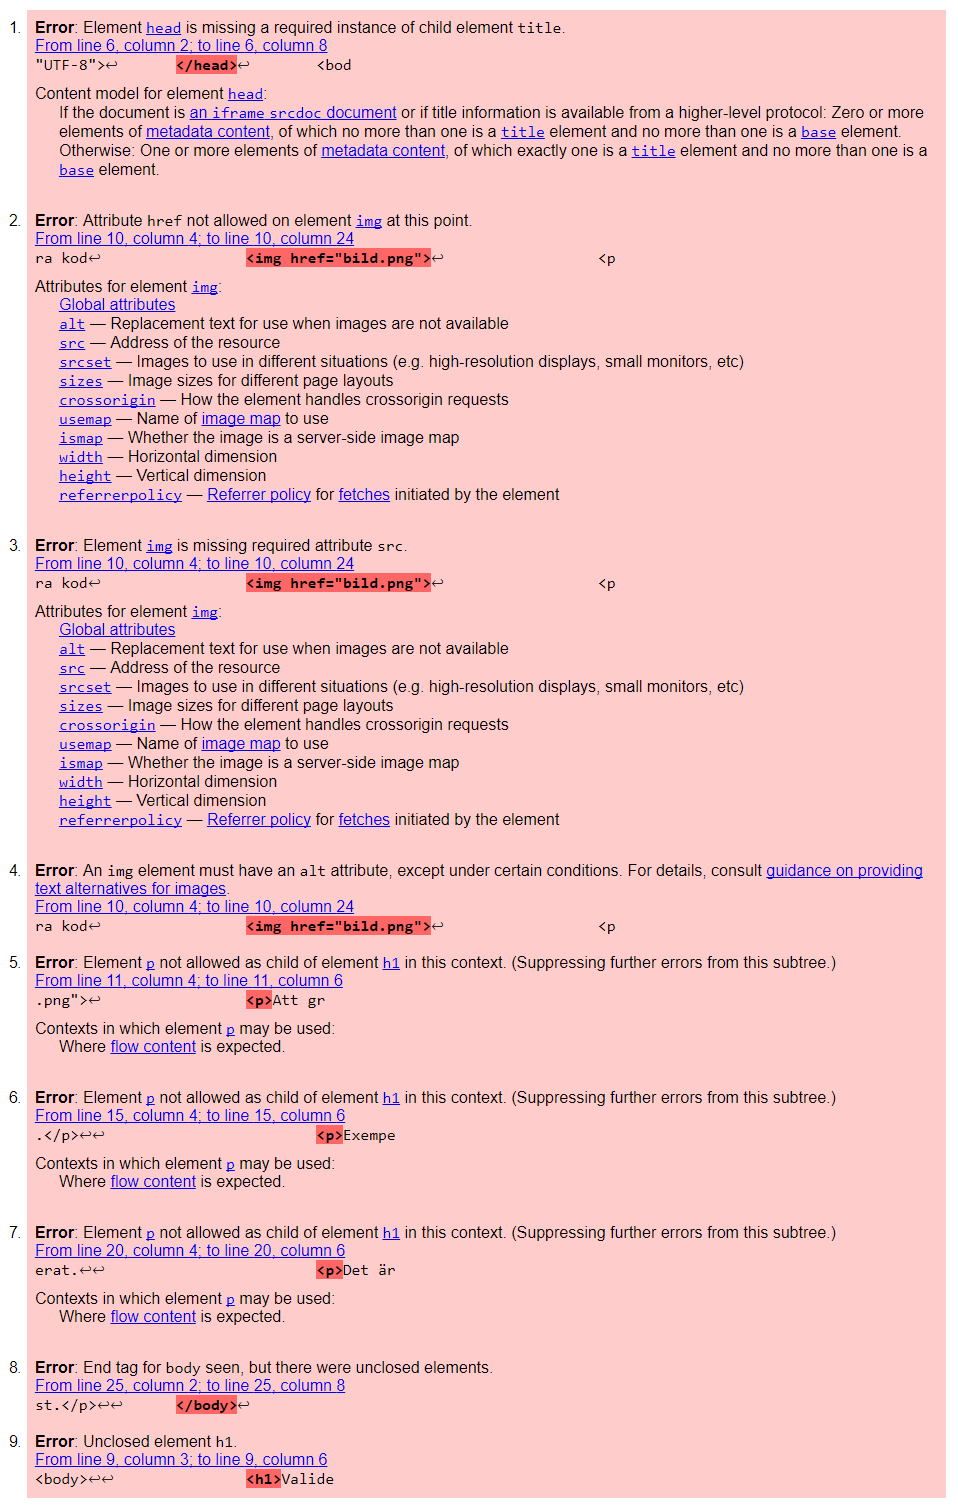 1. Error: Element head is missing a required instance of child element title.
From line 6, column 2; to line 6, column 8
"UTF-8">↩ </head>↩ <bod
Content model for element head:
If the document is an iframe srcdoc document or if title information is available from a higher-level protocol: Zero or more
elements of metadata content, of which no more than one is a title element and no more than one is a base element.
Otherwise: One or more elements of metadata content, of which exactly one is a title element and no more than one is a
base element.
2. Error: Attribute href not allowed on element img at this point.
From line 10, column 4; to line 10, column 24
ra kod↩ <img href="bild.png">↩ <p
Attributes for element img:
Global attributes
alt — Replacement text for use when images are not available
src — Address of the resource
srcset — Images to use in different situations (e.g. high-resolution displays, small monitors, etc)
sizes — Image sizes for different page layouts
crossorigin — How the element handles crossorigin requests
usemap — Name of image map to use
ismap — Whether the image is a server-side image map
width — Horizontal dimension
height — Vertical dimension
referrerpolicy — Referrer policy for fetches initiated by the element
3. Error: Element img is missing required attribute src.
From line 10, column 4; to line 10, column 24
ra kod↩ <img href="bild.png">↩ <p
Attributes for element img:
Global attributes
alt — Replacement text for use when images are not available
src — Address of the resource
srcset — Images to use in different situations (e.g. high-resolution displays, small monitors, etc)
sizes — Image sizes for different page layouts
crossorigin — How the element handles crossorigin requests
usemap — Name of image map to use
ismap — Whether the image is a server-side image map
width — Horizontal dimension
height — Vertical dimension
referrerpolicy — Referrer policy for fetches initiated by the element
4. Error: An img element must have an alt attribute, except under certain conditions. For details, consult guidance on providing
text alternatives for images.
From line 10, column 4; to line 10, column 24
ra kod↩ <img href="bild.png">↩ <p
5. Error: Element p not allowed as child of element h1 in this context. (Suppressing further errors from this subtree.)
From line 11, column 4; to line 11, column 6
.png">↩ <p>Att gr
Contexts in which element p may be used:
Where flow content is expected.
6. Error: Element p not allowed as child of element h1 in this context. (Suppressing further errors from this subtree.)
From line 15, column 4; to line 15, column 6
.</p>↩↩ <p>Exempe
Contexts in which element p may be used:
Where flow content is expected.
7. Error: Element p not allowed as child of element h1 in this context. (Suppressing further errors from this subtree.)
From line 20, column 4; to line 20, column 6
erat.↩↩ <p>Det är
Contexts in which element p may be used:
Where flow content is expected.
8. Error: End tag for body seen, but there were unclosed elements.
From line 25, column 2; to line 25, column 8
st.</p>↩↩ </body>↩
9. Error: Unclosed element h1.
From line 9, column 3; to line 9, column 6
<body>↩↩ <h1>Valide